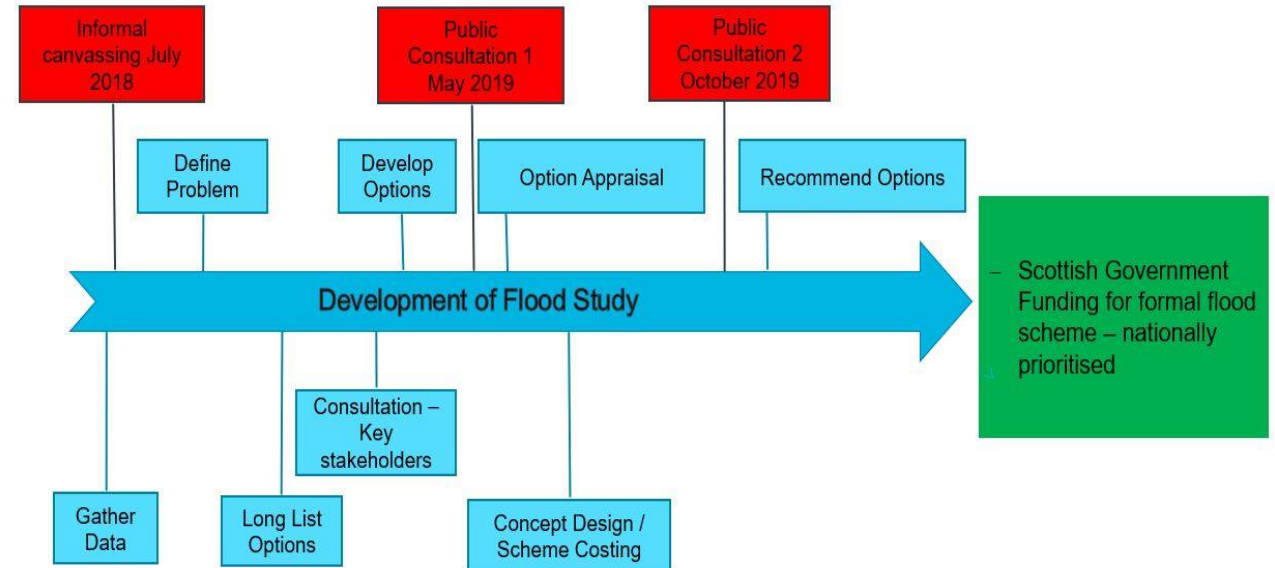 Informal
canvassing July
2018
Public
Consultation 1
May 2019
Public
Consultation 2
October 2019
Define
Problem
Develop
Options
Option Appraisal
Recommend Options
Development of Flood Study
– Scottish Government
Funding for formal flood
scheme – nationally
prioritised
Consultation –
Key
stakeholders
Gather
Data
Long List
Options
Concept Design /
Scheme Costing